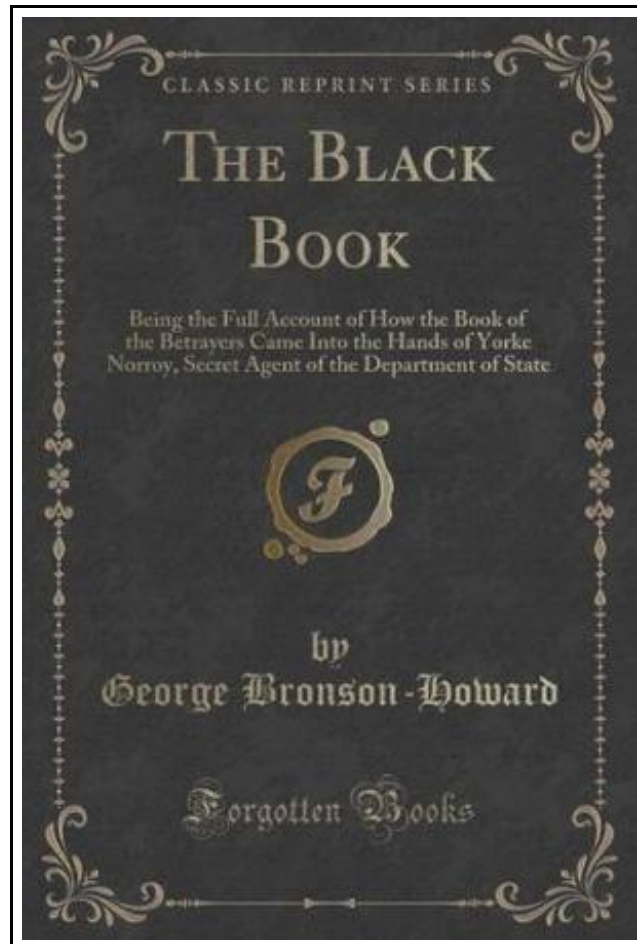 CLASSIC REPRINT SERIES
THE BLACK
BOOK
Being the Full Account of How the Book of
the Betrayers Came Into the Hands of Yorke
Norroy, Secret Agent of the Department of State
F
by
George Bronson-Howard
Forgotten Books